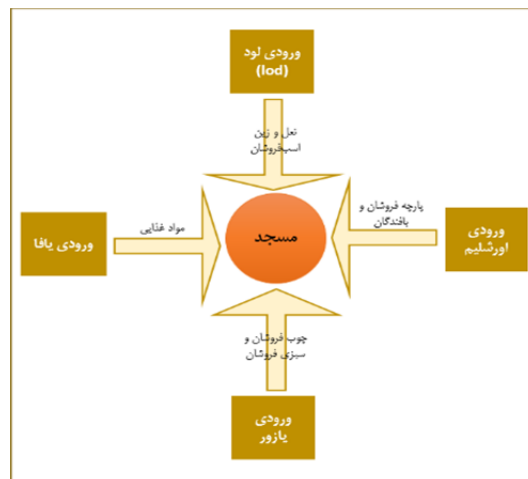 ورودی لود
(lod)
نعل و زین
اسب‌فروشان
پارچه فروشان و
بافندگان
ورودی
اورشلیم
مسجد
مواد غذایی
ورودی یافا
چوب فروشان و
سبزی فروشان
ورودی
یازور